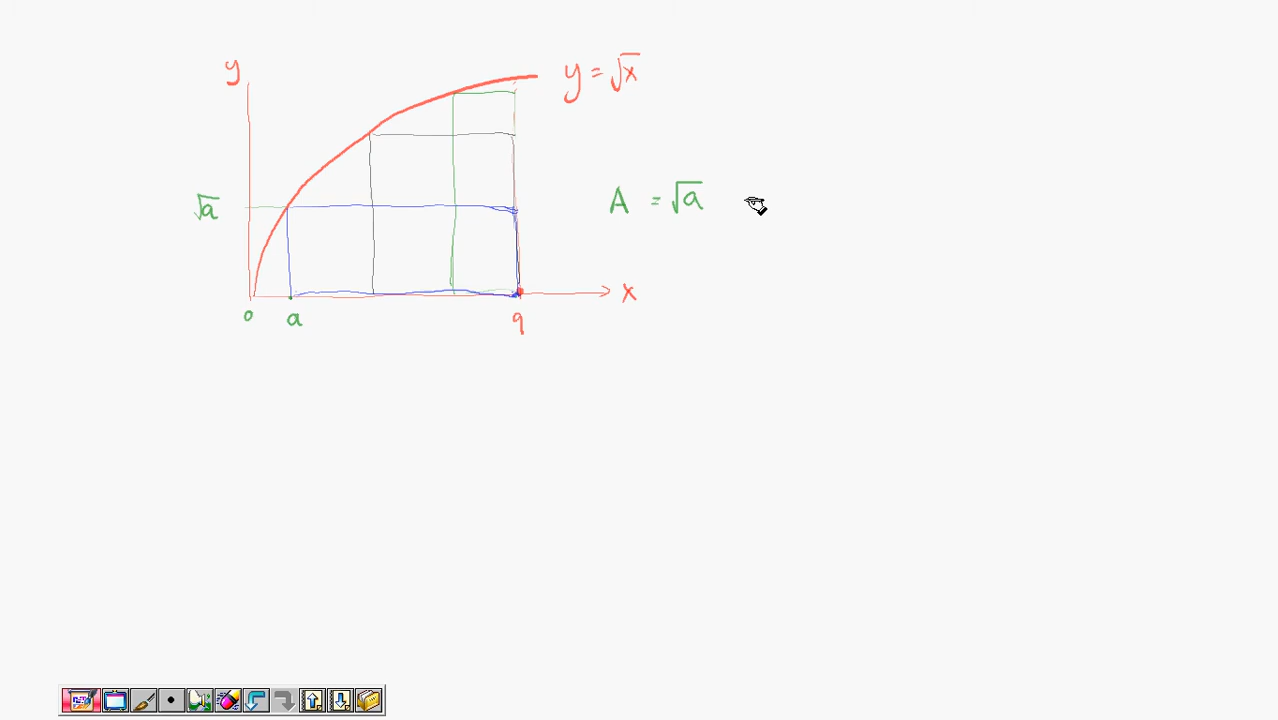 y
y = √x
√a
A = √a
x
0
a
9